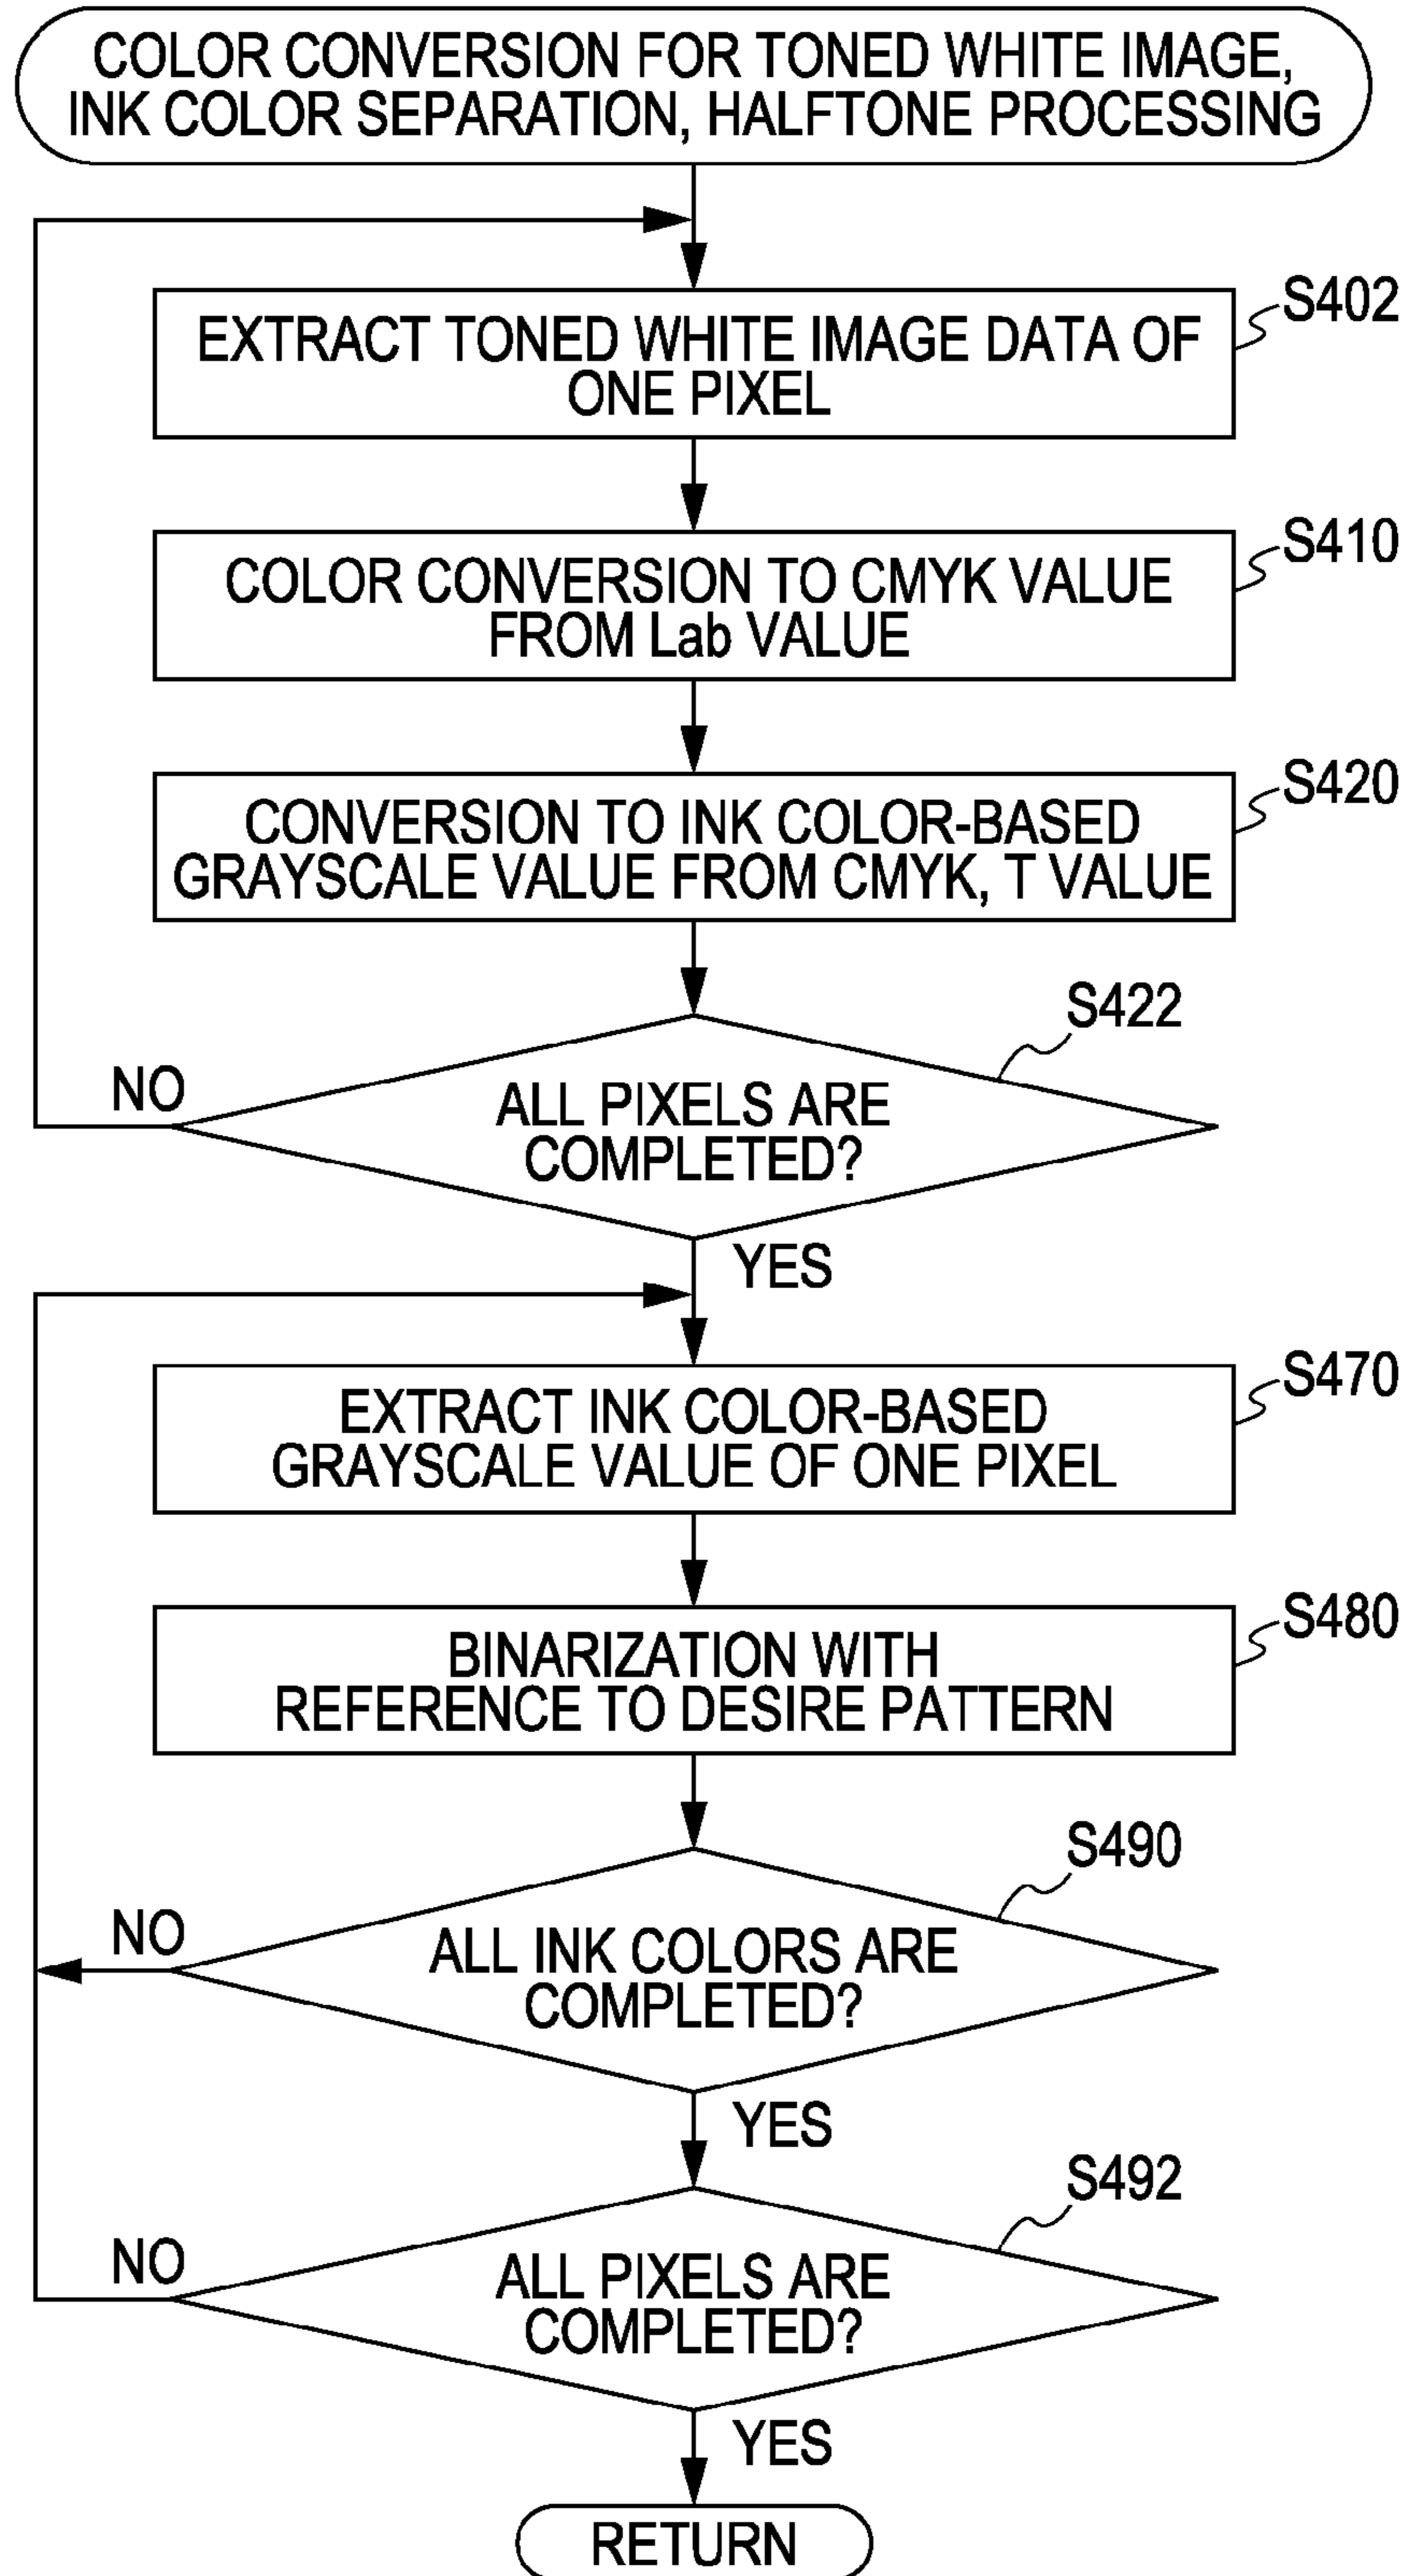 COLOR CONVERSION FOR TONED WHITE IMAGE,
INK COLOR SEPARATION, HALFTONE PROCESSING
S402
EXTRACT TONED WHITE IMAGE DATA OF
ONE PIXEL
S410
COLOR CONVERSION TO CMYK VALUE
FROM Lab VALUE
S420
CONVERSION TO INK COLOR-BASED
GRAYSCALE VALUE FROM CMYK, T VALUE
S422
NO
ALL PIXELS ARE
COMPLETED?
YES
S470
EXTRACT INK COLOR-BASED
GRAYSCALE VALUE OF ONE PIXEL
S480
BINARIZATION WITH
REFERENCE TO DESIRE PATTERN
S490
NO
ALL INK COLORS ARE
COMPLETED?
YES
S492
NO
ALL PIXELS ARE
COMPLETED?
YES
RETURN